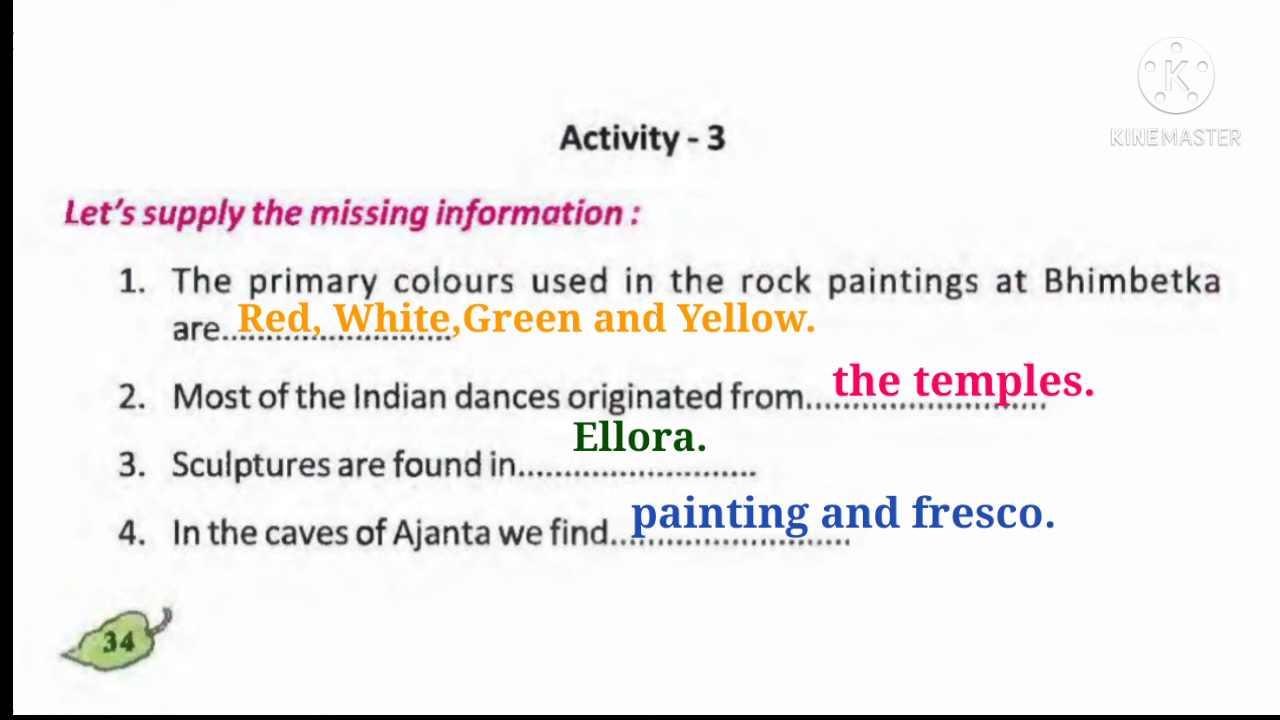 KINEMASTER
Activity - 3
Let's supply the missing information :
1. The primary colours used in the rock paintings at Bhimbetka
are.......................... Red, White,Green and Yellow.
2. Most of the Indian dances originated from.......................... the temples.
3. Sculptures are found in.......................... Ellora.
4. In the caves of Ajanta we find.......................... painting and fresco.
34